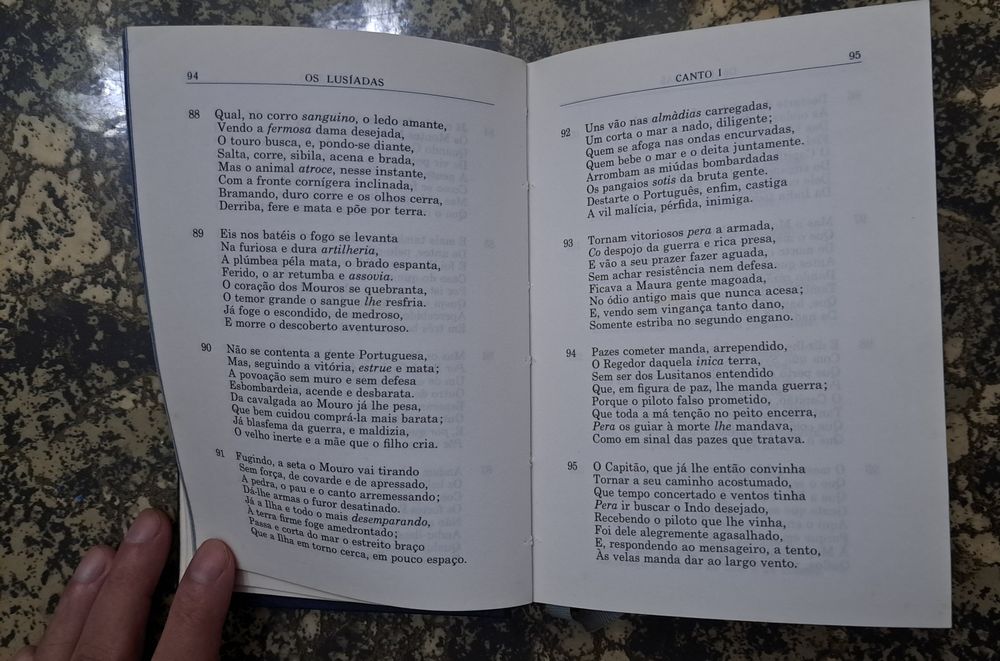 94
OS LUSÍADAS
88 Qual, no corro sanguino, o ledo amante,
Vendo a fermosa dama desejada,
O touro busca, e, pondo-se diante,
Salta, corre, sibila, acena e brada,
Mas o animal atroce, nesse instante,
Com a fronte cornígera inclinada,
Bramando, duro corre e os olhos cerra,
Derriba, fere e mata e põe por terra.
89 Eis nos batéis o fogo se levanta
Na furiosa e dura artilheria,
A plúmbea péla mata, o brado espanta,
Ferido, o ar retumba e assovia.
O coração dos Mouros se quebranta,
O temor grande o sangue lhe resfria.
Já foge o escondido, de medroso,
E morre o descoberto aventuroso.
90 Não se contenta a gente Portuguesa,
Mas, seguindo a vitória, estrue e mata;
A povoação sem muro e sem defesa
Esbombardeia, acende e desbarata.
Da cavalgada ao Mouro já lhe pesa,
Que bem cuidou comprá-la mais barata;
Já blasfema da guerra, e maldizia,
O velho inerte e a mãe que o filho cria.
91 Fugindo, a seta o Mouro vai tirando
Sem força, de covarde e de apressado,
A pedra, o pau e o canto arremessando;
Dá-lhe armas o furor desatinado.
Já a Ilha e todo o mais desemparando,
À terra firme foge amedrontado;
Passa e corta do mar o estreito braço
Que a Ilha em torno cerca, em pouco espaço.
CANTO I
95
92 Uns vão nas almàdias carregadas,
Um corta o mar a nado, diligente;
Quem se afoga nas ondas encurvadas,
Quem bebe o mar e o deita juntamente.
Arrombam as miúdas bombardadas
Os pangaios sotis da bruta gente.
Destarte o Português, enfim, castiga
A vil malícia, pérfida, inimiga.
93 Tornam vitoriosos pera a armada,
Co despojo da guerra e rica presa,
E vão a seu prazer fazer aguada,
Sem achar resistência nem defesa.
Ficava a Maura gente magoada,
No ódio antigo mais que nunca acesa;
E, vendo sem vingança tanto dano,
Somente estriba no segundo engano.
94 Pazes cometer manda, arrependido,
O Regedor daquela inica terra,
Sem ser dos Lusitanos entendido
Que, em figura de paz, lhe manda guerra;
Porque o piloto falso prometido,
Que toda a má tenção no peito encerra,
Pera os guiar à morte lhe mandava,
Como em sinal das pazes que tratava.
95 O Capitão, que já lhe então convinha
Tornar a seu caminho acostumado,
Que tempo concertado e ventos tinha
Pera ir buscar o Indo desejado,
Recebendo o piloto que lhe vinha,
Foi dele alegremente agasalhado,
E, respondendo ao mensageiro, a tento,
Às velas manda dar ao largo vento.